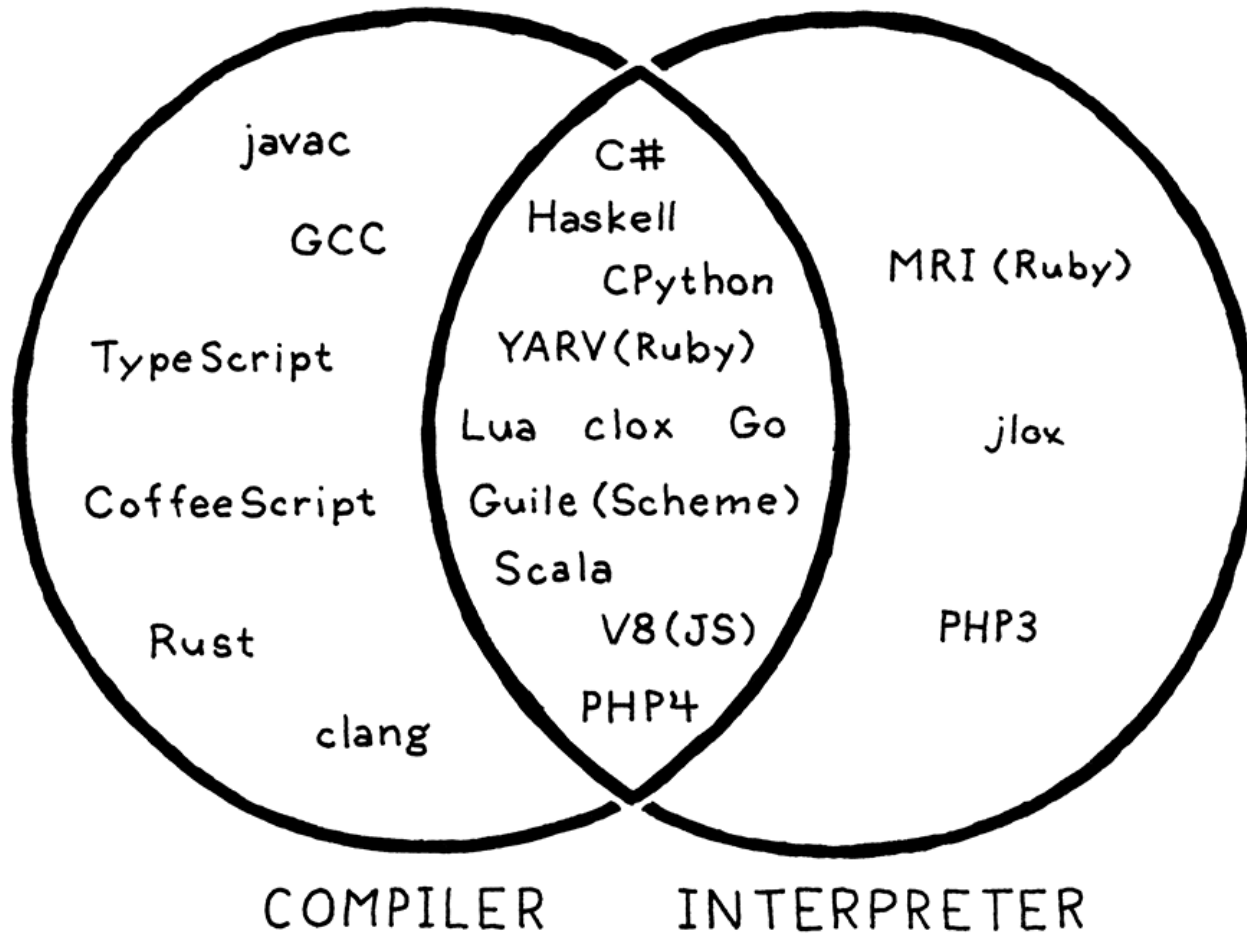 javac
GCC
TypeScript
CoffeeScript
Rust
clang
C#
Haskell
CPython
YARV(Ruby)
Lua clox Go
Guile (Scheme)
Scala
V8(JS)
PHP4
MRI (Ruby)
jlox
PHP3
COMPILER
INTERPRETER